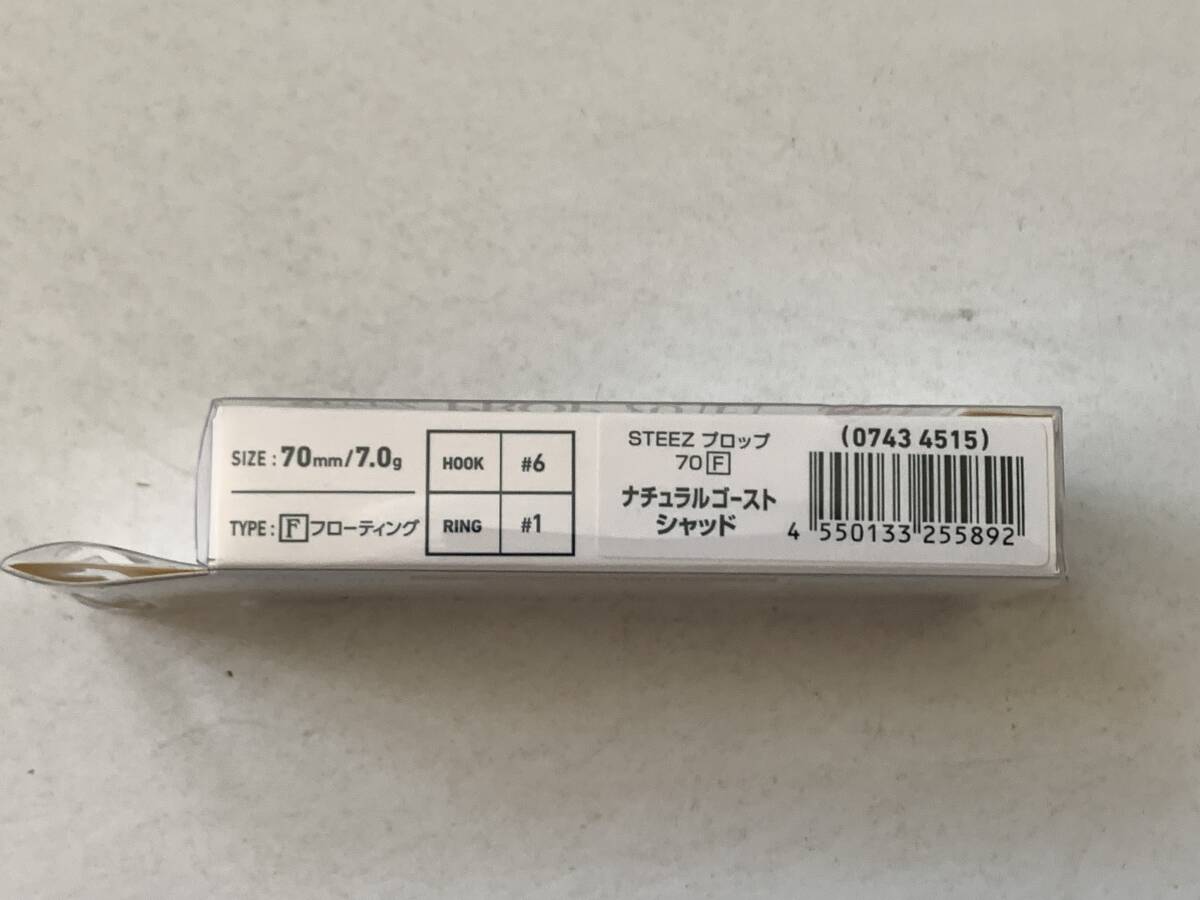 SIZE : 70mm/7.0g
TYPE : F フローティング
HOOK #6
RING #1
STEEZ プロップ
70 F
ナチュラルゴースト
シャッド
(0743 4515)
4 550133 255892